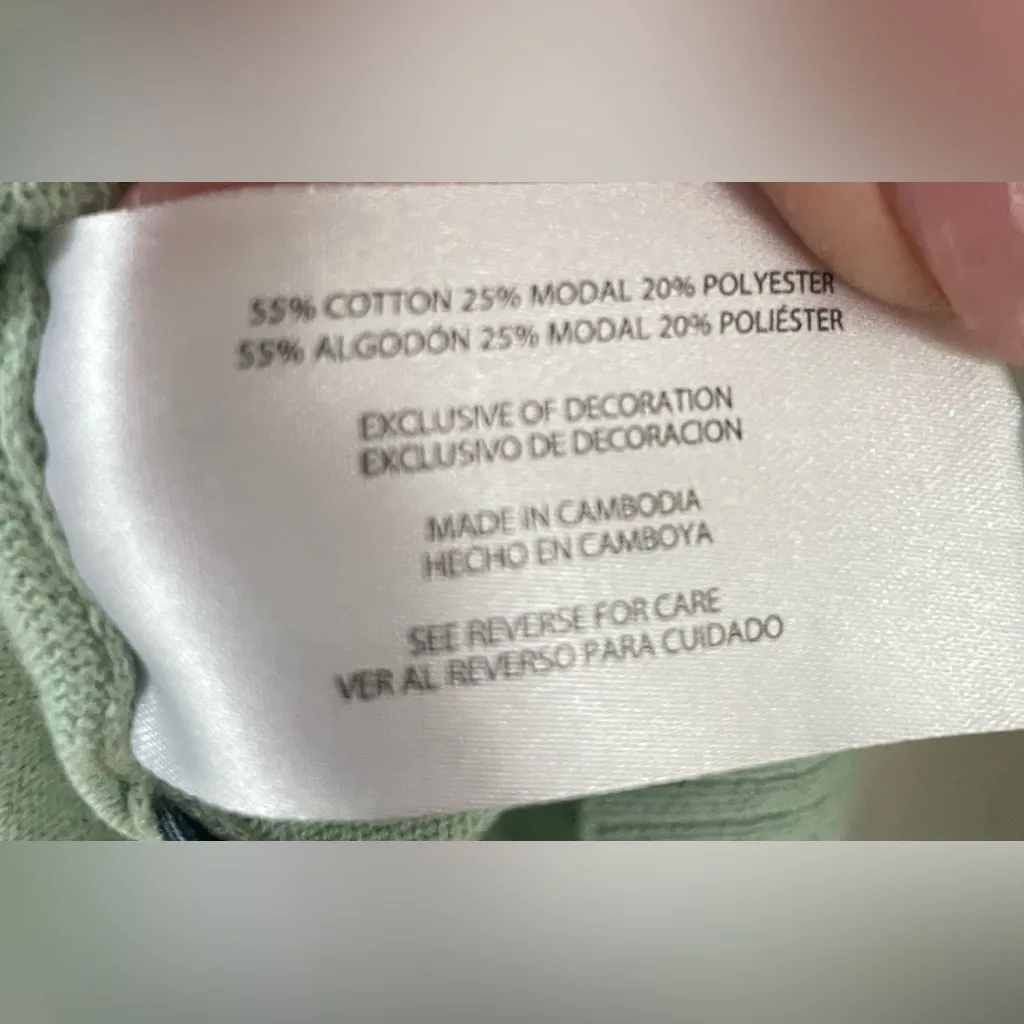 55% COTTON 25% MODAL 20% POLYESTER
55% ALGODÓN 25% MODAL 20% POLIÉSTER
EXCLUSIVE OF DECORATION
EXCLUSIVO DE DECORACION
MADE IN CAMBODIA
HECHO EN CAMBOYA
SEE REVERSE FOR CARE
VER AL REVERSO PARA CUIDADO